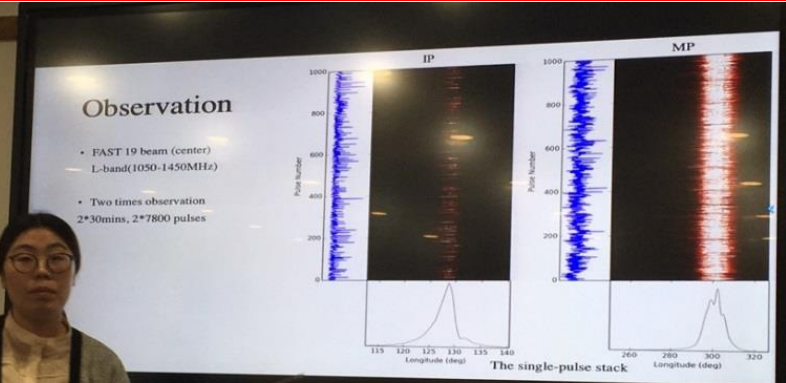 Observation
• FAST 19 beam (center)
L-band(1050-1450MHz)
• Two times observation
2*30mins, 2*7800 pulses
IP
1000
800
600
400
200
0
Pulse Number
115 120 125 130 135 140
Longitude (deg)
MP
1000
800
600
400
200
0
Pulse Number
260 280 300 320
Longitude (deg)
The single-pulse stack